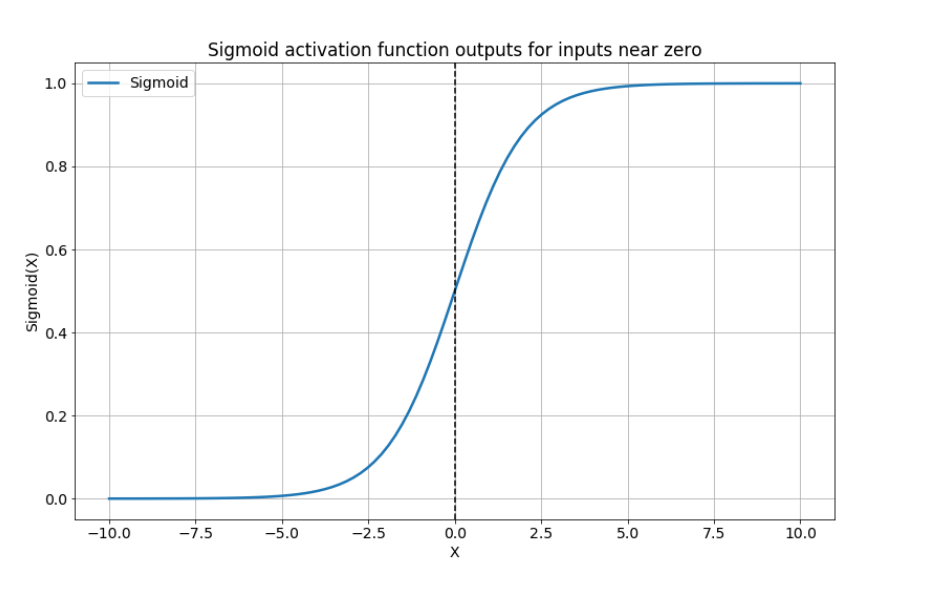 Sigmoid activation function outputs for inputs near zero
Sigmoid
1.0
0.8
0.6
0.4
0.2
0.0
Sigmoid(X)
−10.0 −7.5 −5.0 −2.5 0.0 2.5 5.0 7.5 10.0
X